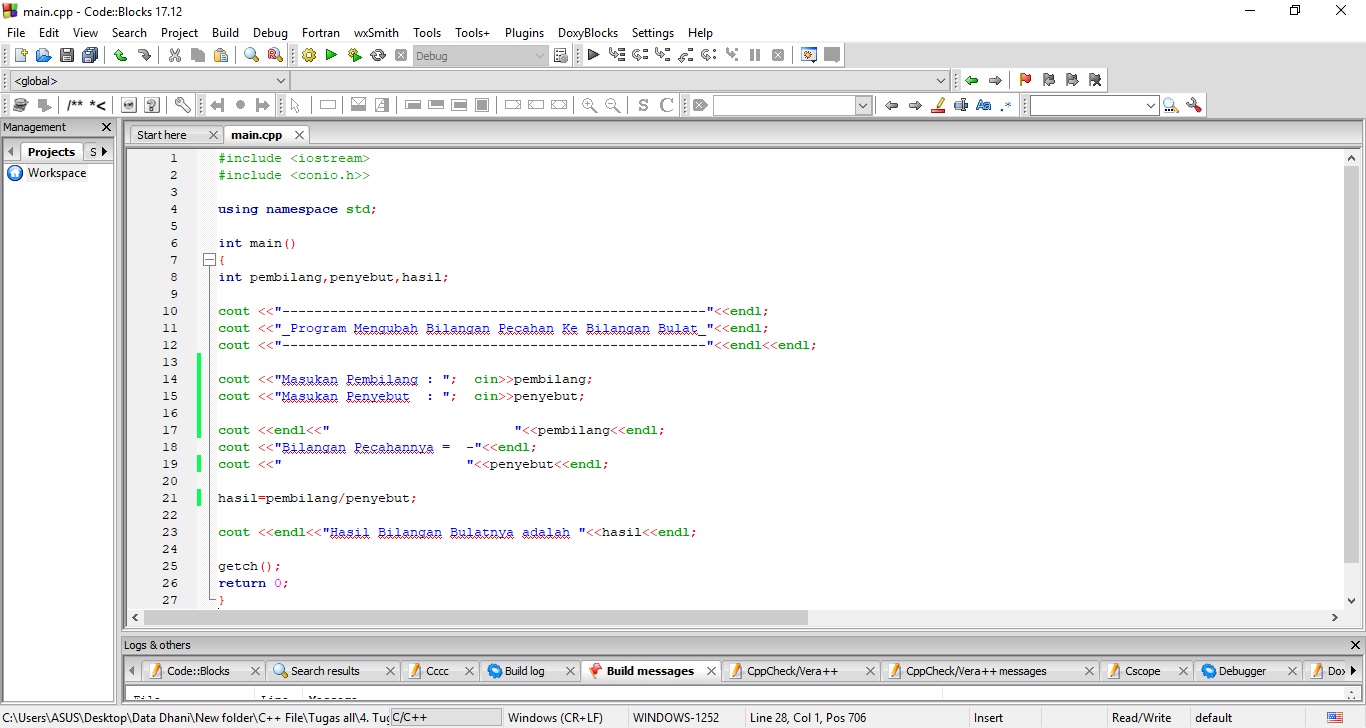 main.cpp - Code::Blocks 17.12
File Edit View Search Project Build Debug Fortran wxSmith Tools Tools+ Plugins DoxyBlocks Settings Help
Debug
<global>
/** *<
S C
Aa .*
Management
Start here main.cpp
Projects S
Workspace
1 #include <iostream>
2 #include <conio.h>>
3
4 using namespace std;
5
6 int main()
7 {
8 int pembilang,penyebut,hasil;
9
10 cout <<"-----------------------------------------------------"<<endl;
11 cout <<"_Program Mengubah Bilangan Pecahan Ke Bilangan Bulat_"<<endl;
12 cout <<"-----------------------------------------------------"<<endl<<endl;
13
14 cout <<"Masukan Pembilang : ";  cin>>pembilang;
15 cout <<"Masukan Penyebut  : ";  cin>>penyebut;
16
17 cout <<endl<<"                       "<<pembilang<<endl;
18 cout <<"Bilangan Pecahannya =  -"<<endl;
19 cout <<"                       "<<penyebut<<endl;
20
21 hasil=pembilang/penyebut;
22
23 cout <<endl<<"Hasil Bilangan Bulatnya adalah "<<hasil<<endl;
24
25 getch();
26 return 0;
27 }
Logs & others
Code::Blocks Search results Cccc Build log Build messages CppCheck/Vera++ CppCheck/Vera++ messages Cscope Debugger Dox
File Line Message
C:\Users\ASUS\Desktop\Data Dhani\New folder\C++ File\Tugas all\4. Tug C/C++ Windows (CR+LF) WINDOWS-1252 Line 28, Col 1, Pos 706 Insert Read/Write default